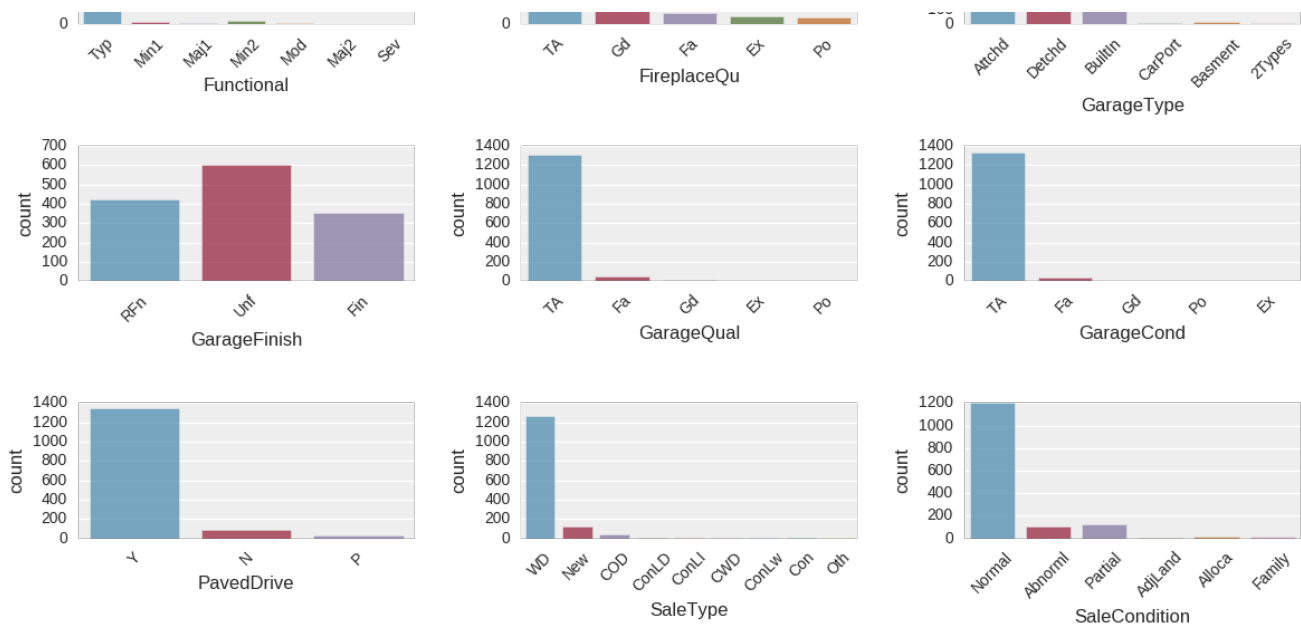 0
Typ
Min1
Maj1
Min2
Mod
Maj2
Sev
Functional
0
TA
Gd
Fa
Ex
Po
FireplaceQu
0
Attchd
Detchd
BuiltIn
CarPort
Basment
2Types
GarageType
700
600
500
400
300
200
100
0
count
RFn
Unf
Fin
GarageFinish
1400
1200
1000
800
600
400
200
0
count
TA
Fa
Gd
Ex
Po
GarageQual
1400
1200
1000
800
600
400
200
0
count
TA
Fa
Gd
Po
Ex
GarageCond
1400
1200
1000
800
600
400
200
0
count
Y
N
P
PavedDrive
1400
1200
1000
800
600
400
200
0
count
WD
New
COD
ConLD
ConLI
CWD
ConLw
Con
Oth
SaleType
1200
1000
800
600
400
200
0
count
Normal
Abnorml
Partial
AdjLand
Alloca
Family
SaleCondition